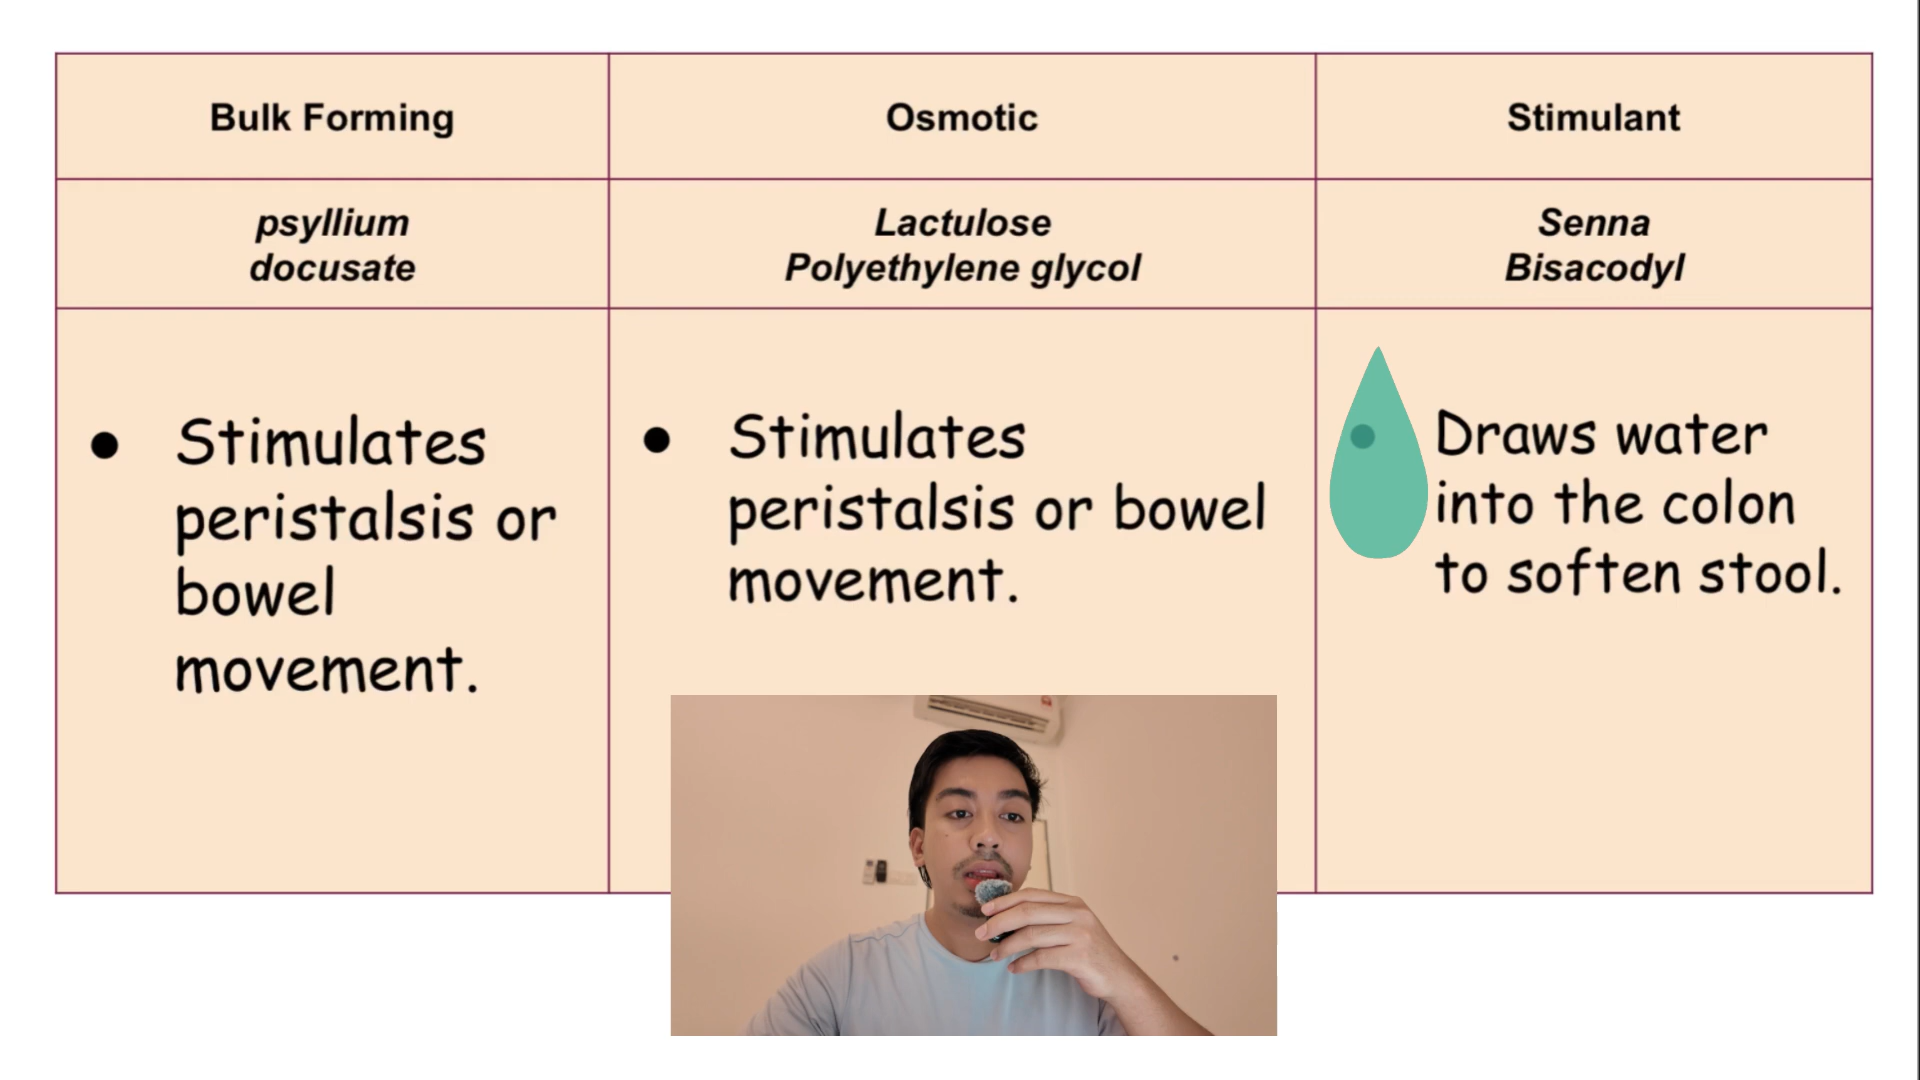 Bulk Forming
Osmotic
Stimulant
psyllium
docusate
Lactulose
Polyethylene glycol
Senna
Bisacodyl
● Stimulates
peristalsis or
bowel
movement.
● Stimulates
peristalsis or bowel
movement.
● Draws water
into the colon
to soften stool.